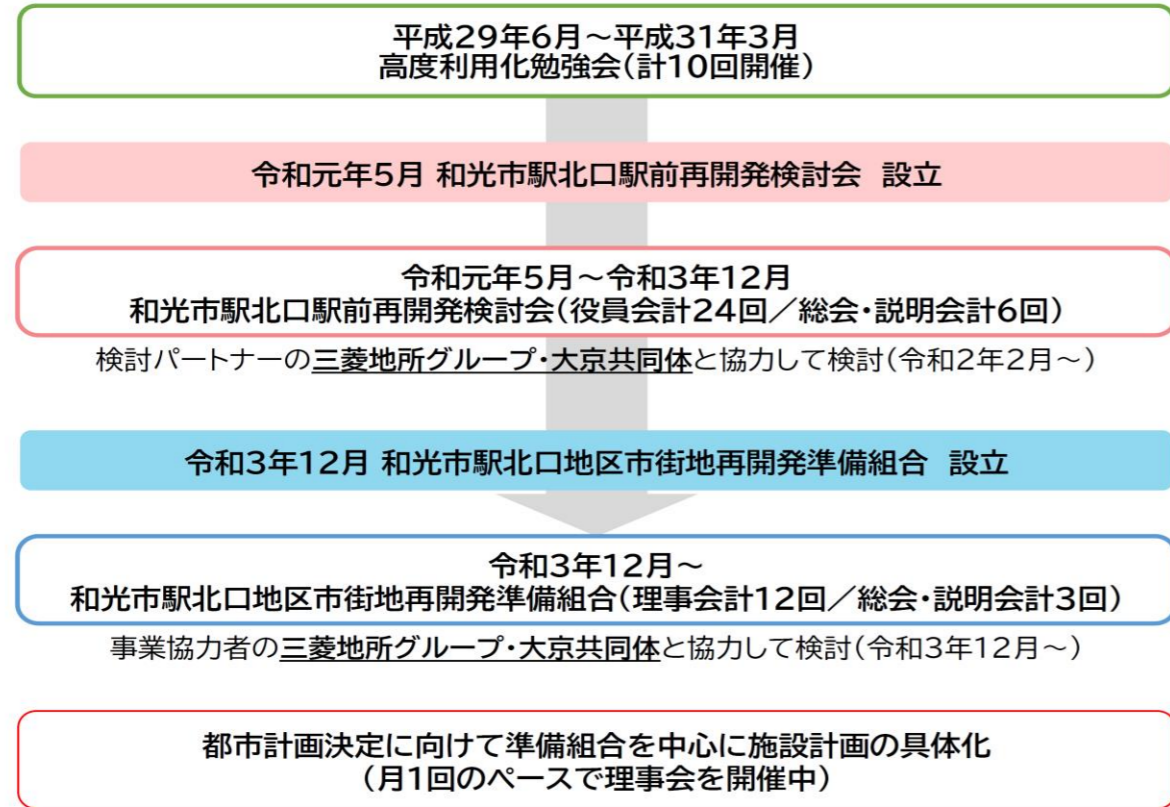 平成29年6月～平成31年3月
高度利用化勉強会(計10回開催)
令和元年5月 和光市駅北口駅前再開発検討会 設立
令和元年5月～令和3年12月
和光市駅北口駅前再開発検討会(役員会計24回／総会・説明会計6回)
検討パートナーの三菱地所グループ・大京共同体と協力して検討(令和2年2月～)
令和3年12月 和光市駅北口地区市街地再開発準備組合 設立
令和3年12月～
和光市駅北口地区市街地再開発準備組合(理事会計12回／総会・説明会計3回)
事業協力者の三菱地所グループ・大京共同体と協力して検討(令和3年12月～)
都市計画決定に向けて準備組合を中心に施設計画の具体化
(月1回のペースで理事会を開催中)